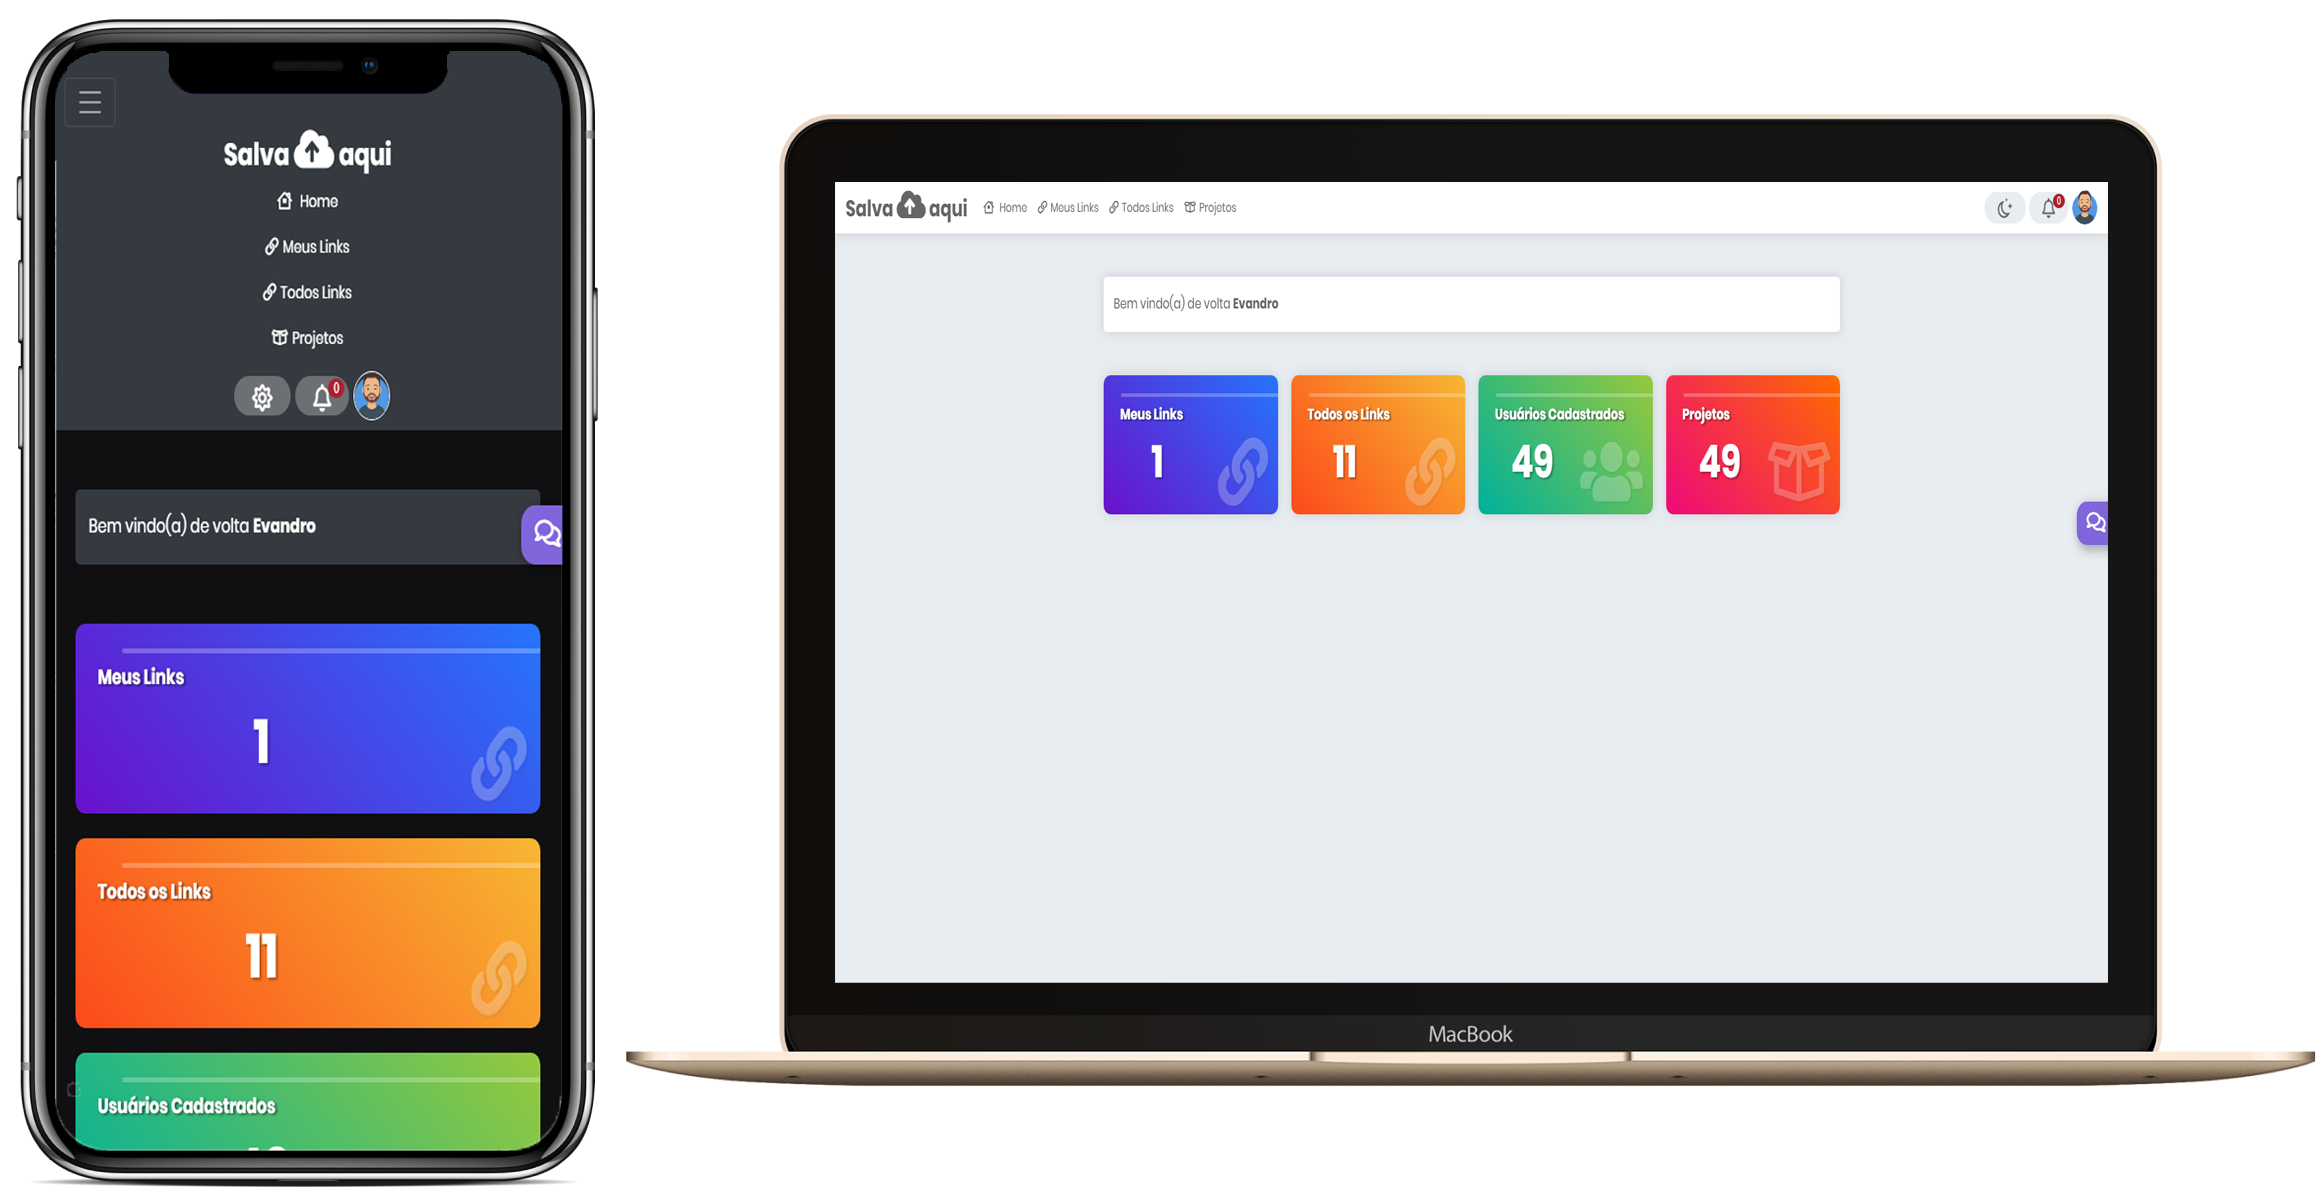 Salva aqui
Home
Meus Links
Todos Links
Projetos
0
Bem vindo(a) de volta Evandro
Meus Links
1
Todos os Links
11
Usuários Cadastrados
Salva aqui
Home
Meus Links
Todos Links
Projetos
0
Bem vindo(a) de volta Evandro
Meus Links
1
Todos os Links
11
Usuários Cadastrados
49
Projetos
49
MacBook